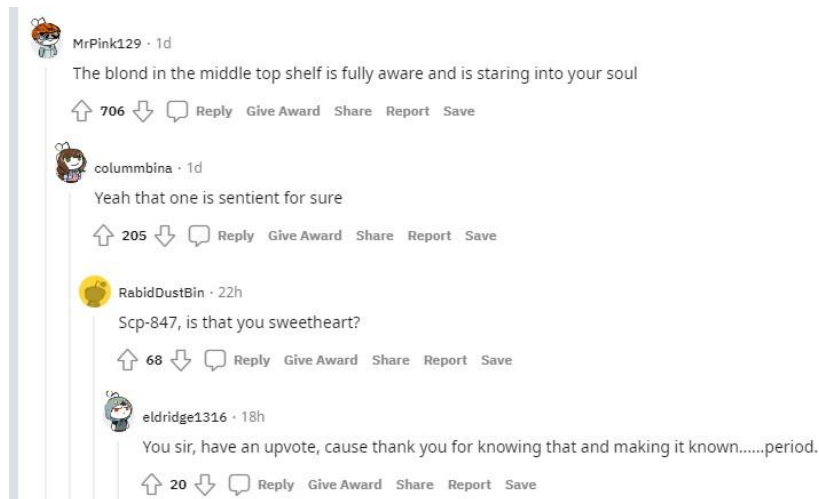 MrPink129 · 1d
The blond in the middle top shelf is fully aware and is staring into your soul
706 Reply Give Award Share Report Save
colummbina · 1d
Yeah that one is sentient for sure
205 Reply Give Award Share Report Save
RabidDustBin · 22h
Scp-847, is that you sweetheart?
68 Reply Give Award Share Report Save
eldridge1316 · 18h
You sir, have an upvote, cause thank you for knowing that and making it known......period.
20 Reply Give Award Share Report Save